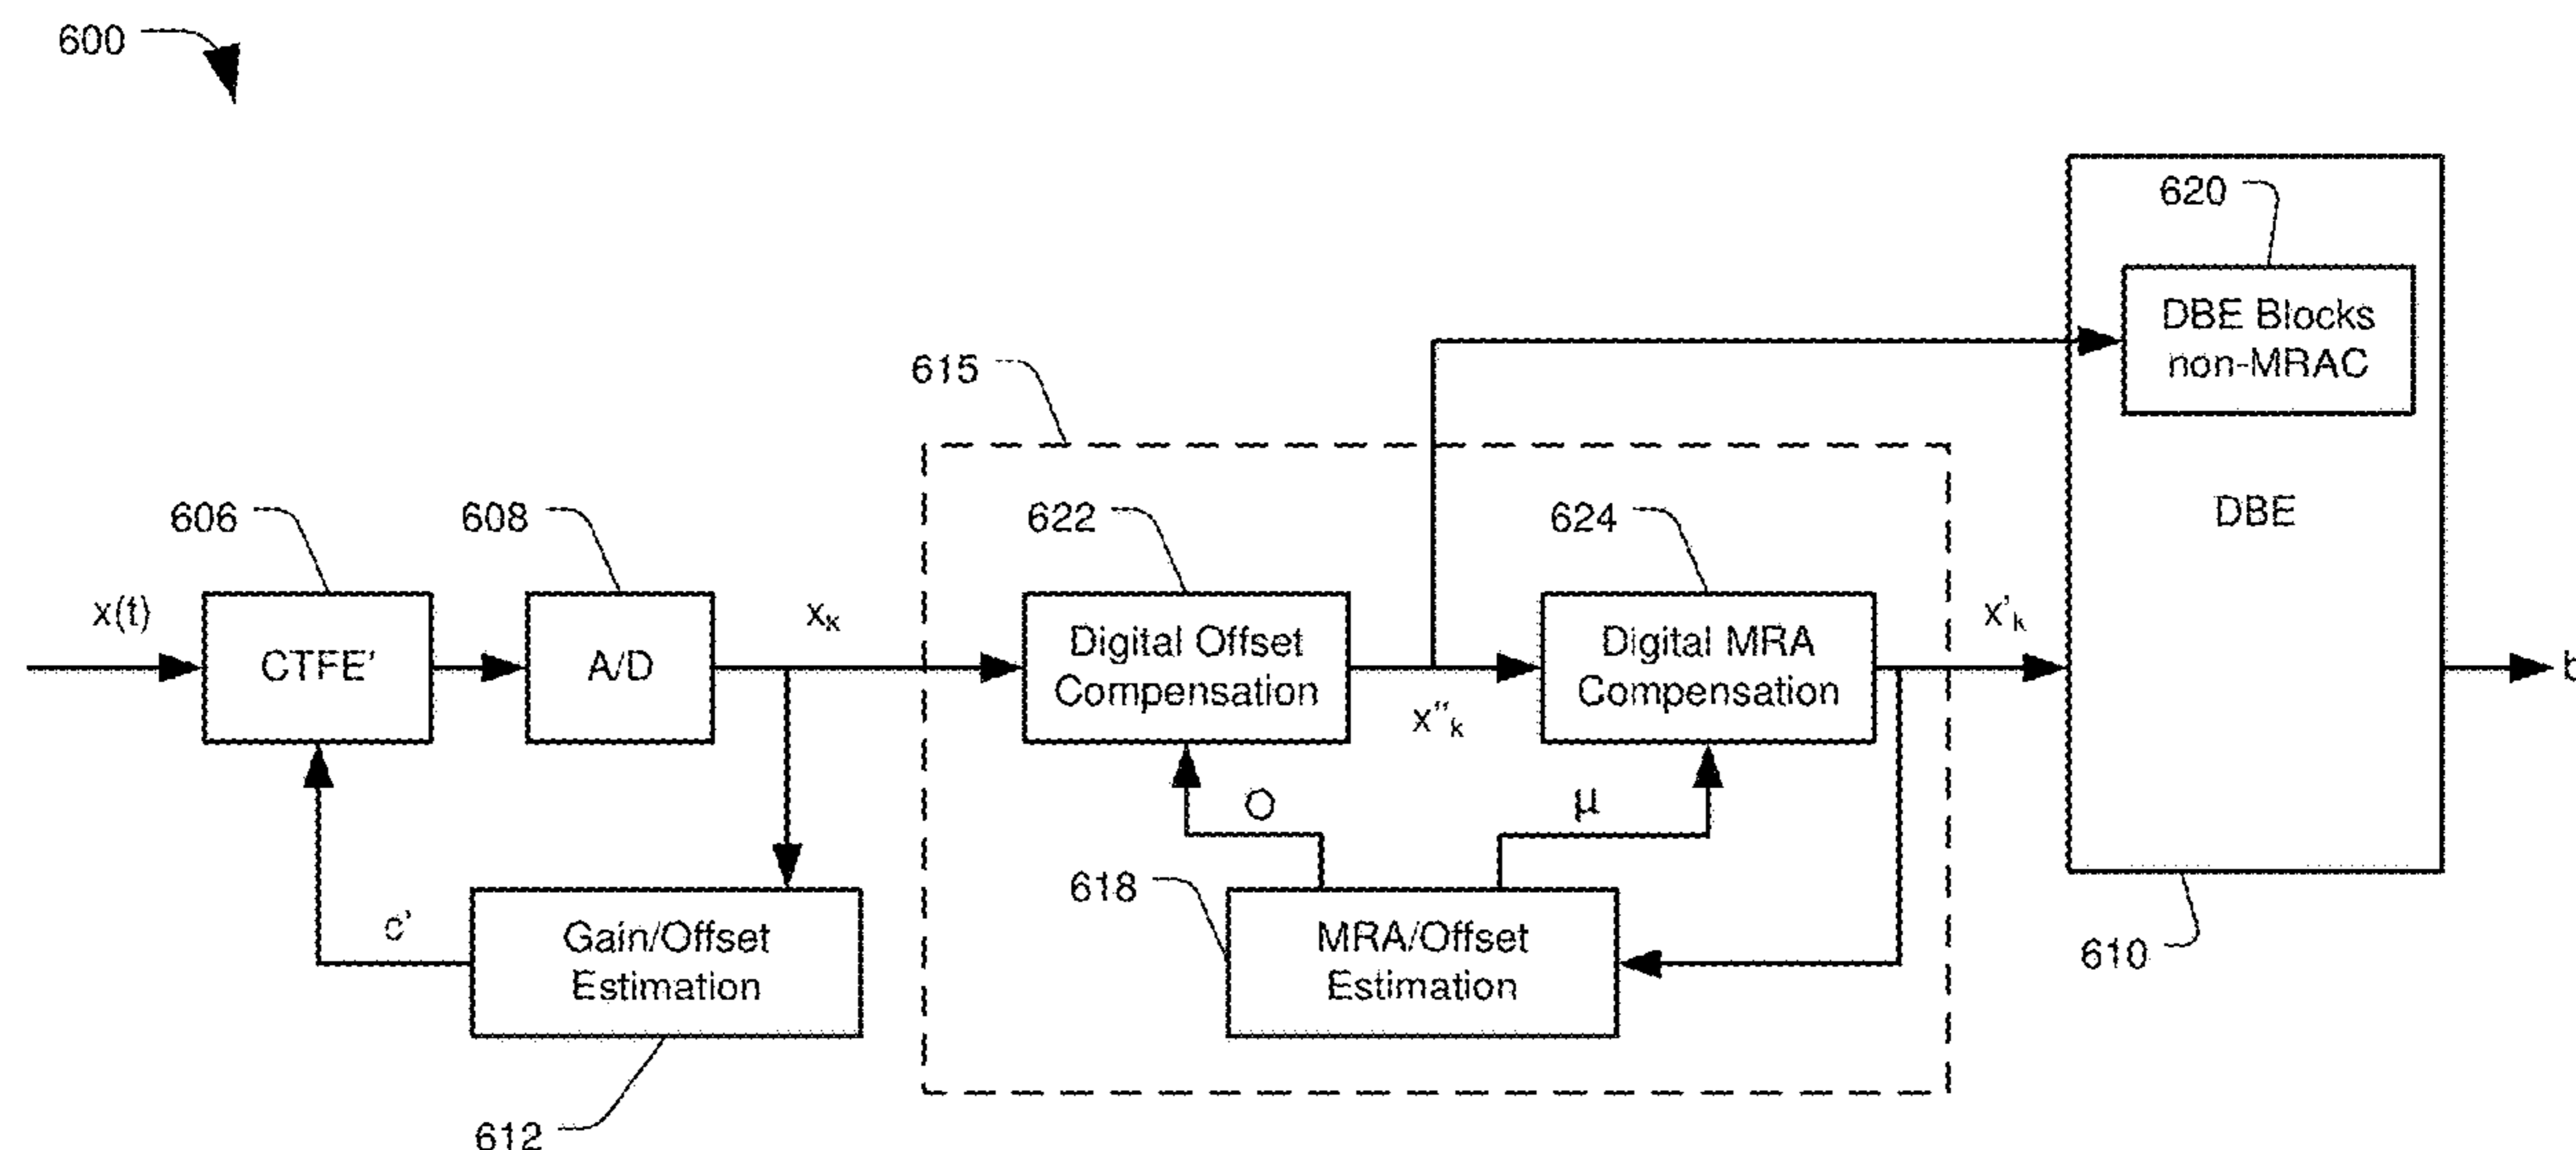 600
620
DBE Blocks
non-MRAC
DBE
615
606
608
622
624
x(t)
CTFE'
A/D
xₖ
Digital Offset
Compensation
x"ₖ
Digital MRA
Compensation
x'ₖ
b
O
μ
c'
Gain/Offset
Estimation
618
MRA/Offset
Estimation
610
612